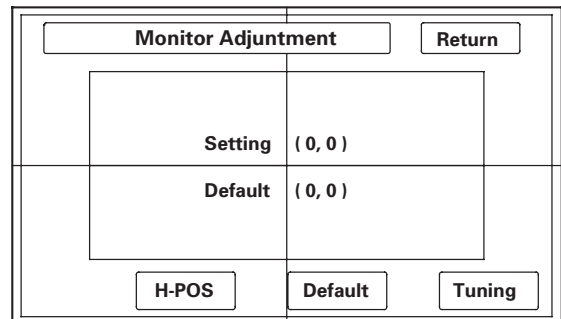 Monitor Adjuntment Return
Setting ( 0, 0 )
Default ( 0, 0 )
H-POS Default Tuning